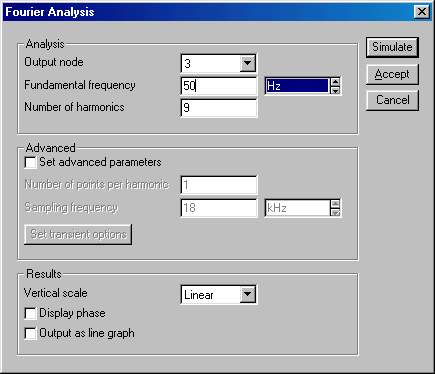 Fourier Analysis
Analysis
Output node 3
Fundamental frequency 50 Hz
Number of harmonics 9
Simulate
Accept
Cancel
Advanced
Set advanced parameters
Number of points per harmonic 1
Sampling frequency 18 kHz
Set transient options
Results
Vertical scale Linear
Display phase
Output as line graph